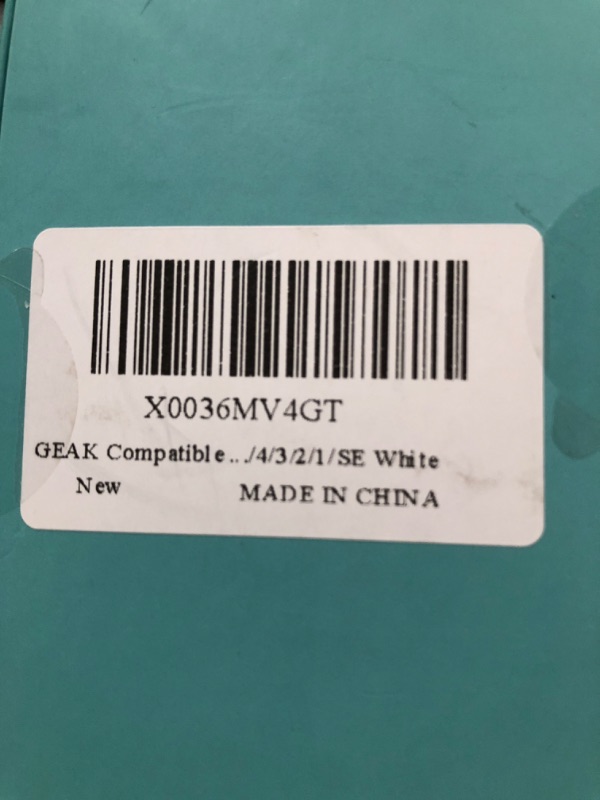 X0036MV4GT
GEAK Compatible.../4/3/2/1/SE White
New MADE IN CHINA